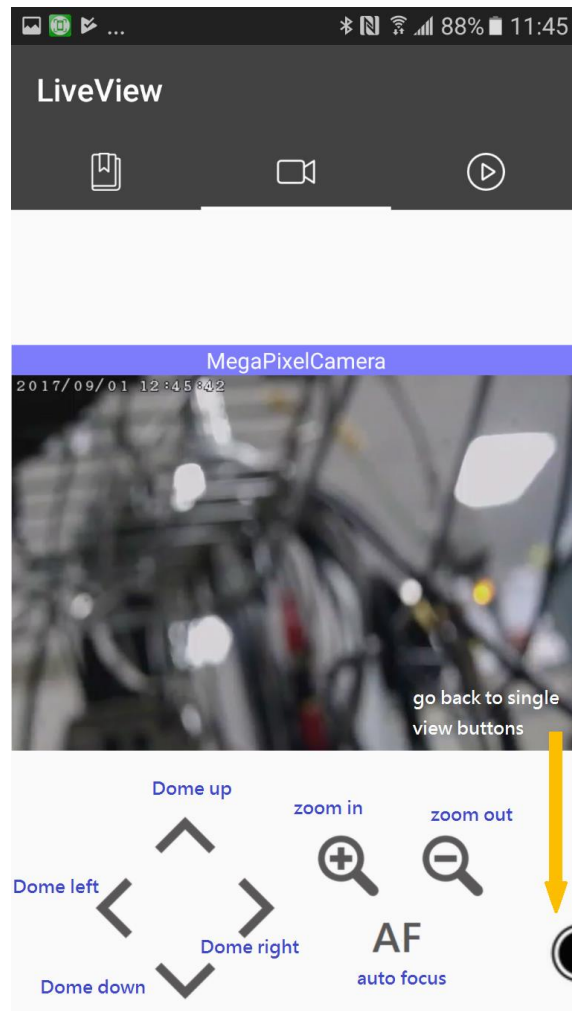 ... 88% 11:45
LiveView
MegaPixelCamera
2017/09/01 12:45:42
go back to single
view buttons
Dome up
zoom in
zoom out
Dome left
Dome right
AF
auto focus
Dome down